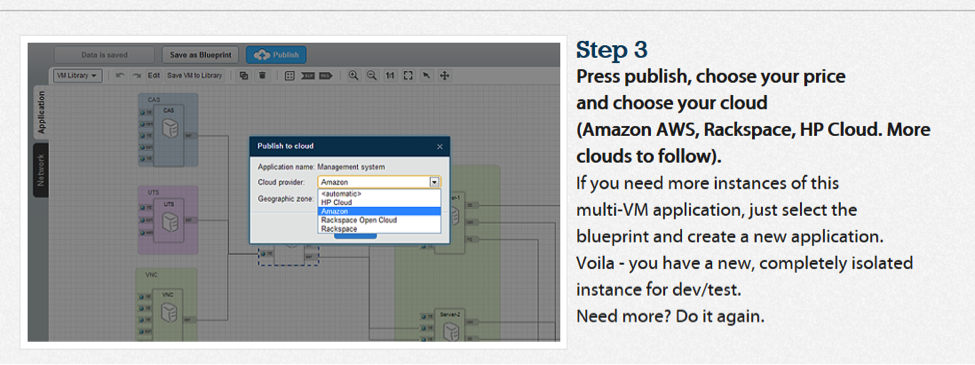 Data is saved
Save as Blueprint
Publish
VM Library
Edit
Save VM to Library
1:1
Application
Network
CAS
CAS
UTS
UTS
VNC
VNC
Server-2
Publish to cloud
Application name: Management system
Cloud provider: Amazon
Geographic zone:
<automatic>
HP Cloud
Amazon
Rackspace Open Cloud
Rackspace
Step 3
Press publish, choose your price
and choose your cloud
(Amazon AWS, Rackspace, HP Cloud. More
clouds to follow).
If you need more instances of this
multi-VM application, just select the
blueprint and create a new application.
Voila - you have a new, completely isolated
instance for dev/test.
Need more? Do it again.